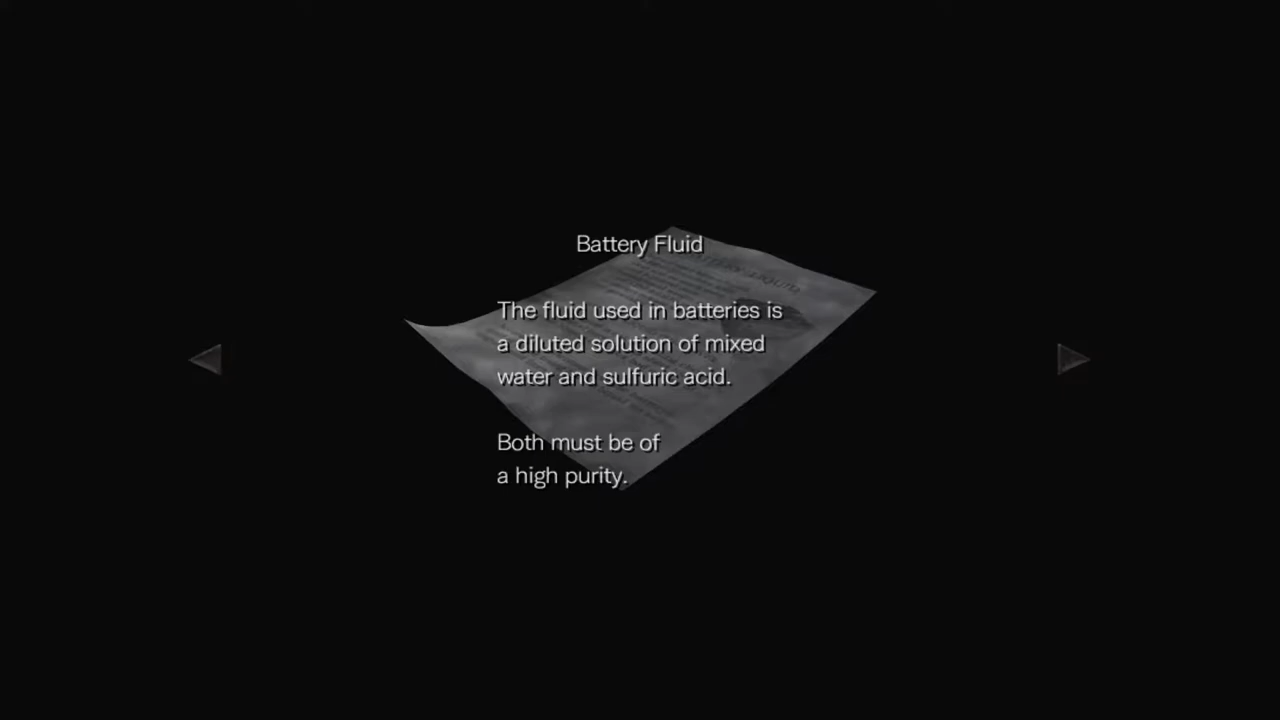 Battery Fluid
The fluid used in batteries is
a diluted solution of mixed
water and sulfuric acid.
Both must be of
a high purity.